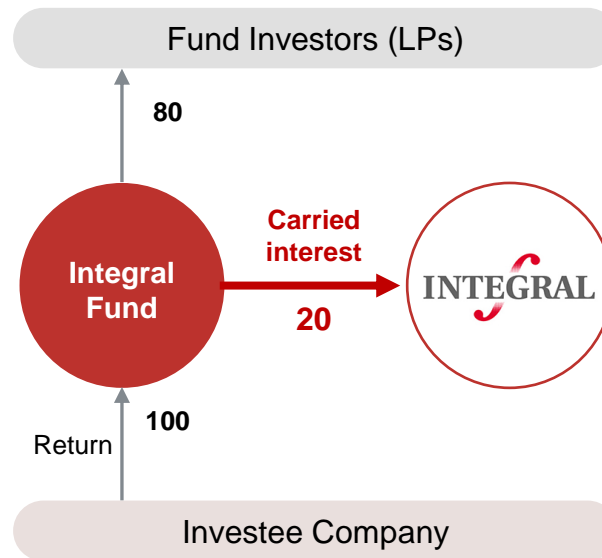 Fund Investors (LPs)
80
Integral
Fund
Carried
interest
20
INTEGRAL
Return
100
Investee Company